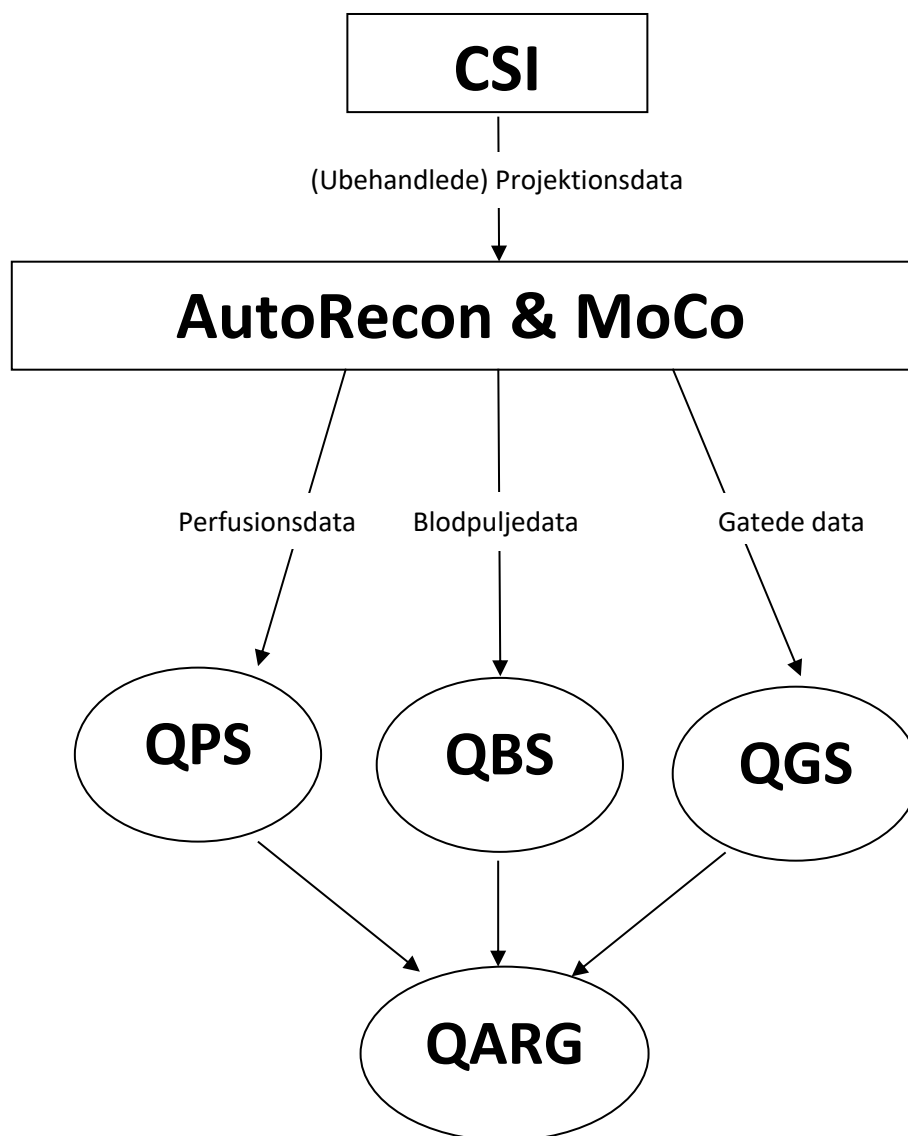 CSI
(Ubehandlede) Projektionsdata
AutoRecon & MoCo
Perfusionsdata
Blodpuljedata
Gatede data
QPS
QBS
QGS
QARG